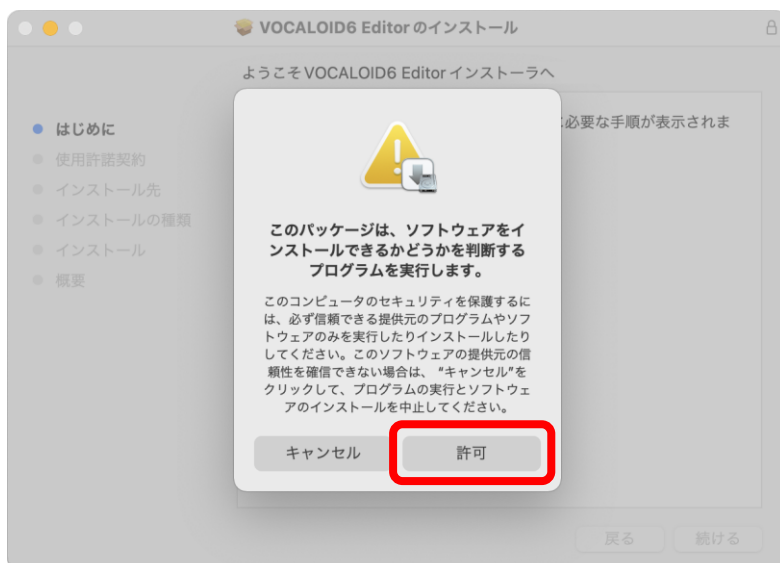 VOCALOID6 Editor のインストール
ようこそ VOCALOID6 Editor インストーラへ
はじめに
使用許諾契約
インストール先
インストールの種類
インストール
概要
必要な手順が表示されま
このパッケージは、ソフトウェアをイ
ンストールできるかどうかを判断する
プログラムを実行します。
このコンピュータのセキュリティを保護するに
は、必ず信頼できる提供元のプログラムやソフ
トウェアのみを実行したりインストールしたり
してください。このソフトウェアの提供元の信
頼性を確信できない場合は、“キャンセル”を
クリックして、プログラムの実行とソフトウェ
アのインストールを中止してください。
キャンセル
許可
戻る
続ける